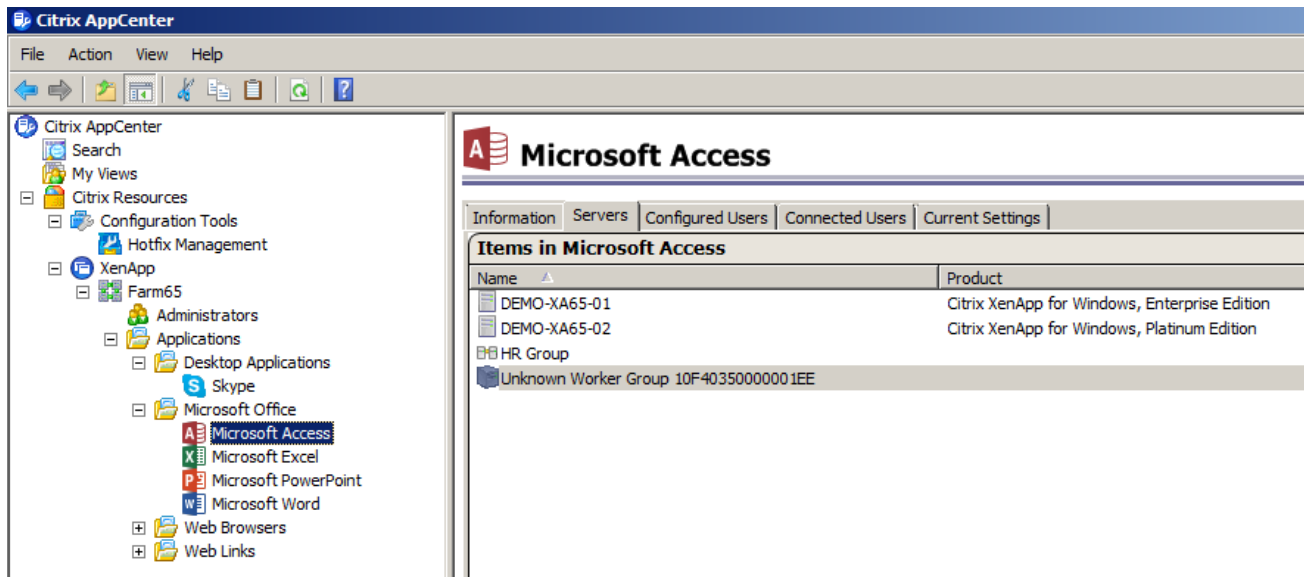 Citrix AppCenter
File Action View Help
Citrix AppCenter
Search
My Views
Citrix Resources
Configuration Tools
Hotfix Management
XenApp
Farm65
Administrators
Applications
Desktop Applications
Skype
Microsoft Office
Microsoft Access
Microsoft Excel
Microsoft PowerPoint
Microsoft Word
Web Browsers
Web Links
Microsoft Access
Information Servers Configured Users Connected Users Current Settings
Items in Microsoft Access
Name Product
DEMO-XA65-01 Citrix XenApp for Windows, Enterprise Edition
DEMO-XA65-02 Citrix XenApp for Windows, Platinum Edition
HR Group
Unknown Worker Group 10F40350000001EE